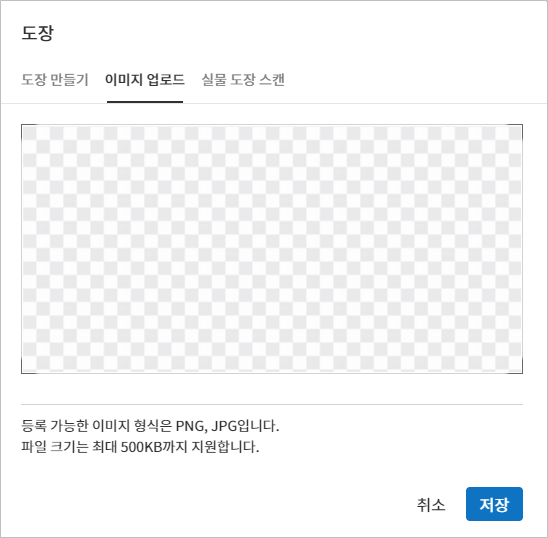 도장
도장 만들기 이미지 업로드 실물 도장 스캔
등록 가능한 이미지 형식은 PNG, JPG입니다.
파일 크기는 최대 500KB까지 지원합니다.
취소 저장